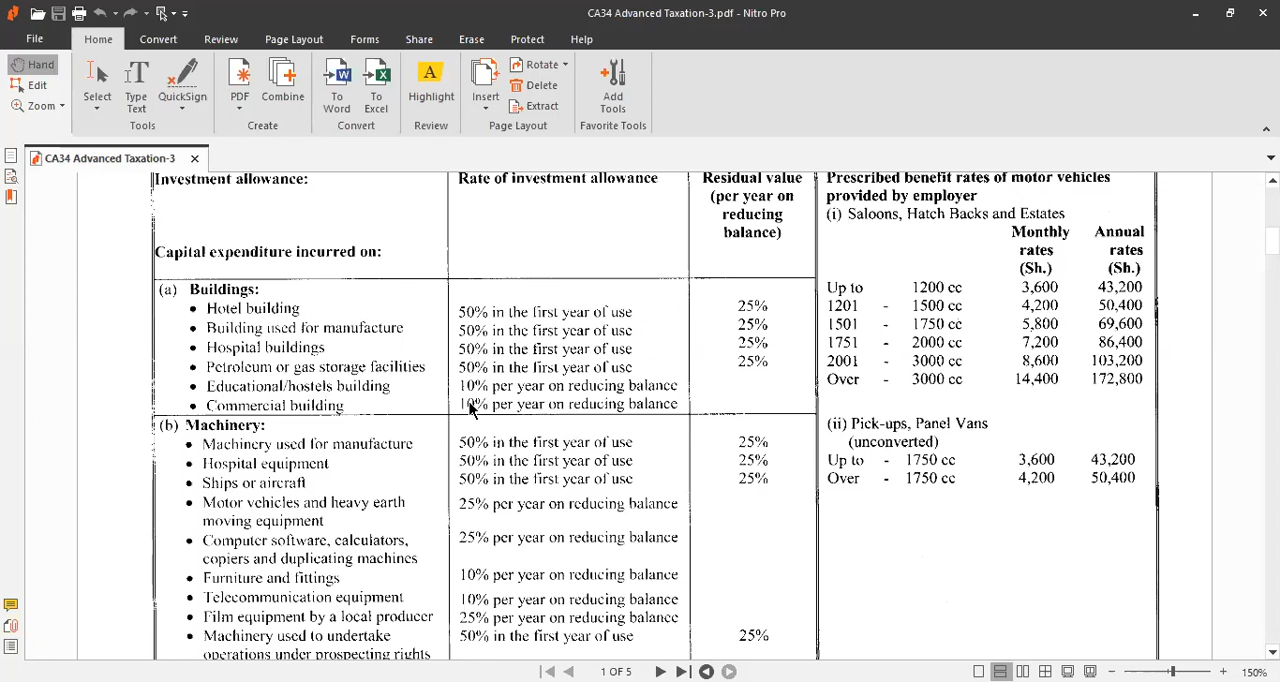 CA34 Advanced Taxation-3.pdf - Nitro Pro
File Home Convert Review Page Layout Forms Share Erase Protect Help
Hand
Edit
Zoom
Select
Type Text
QuickSign
Tools
PDF
Combine
Create
To Word
To Excel
Convert
Highlight
Review
Insert
Rotate
Delete
Extract
Page Layout
Add Tools
Favorite Tools
CA34 Advanced Taxation-3
Investment allowance:
Capital expenditure incurred on:
Rate of investment allowance
Residual value
(per year on
reducing
balance)
(a) Buildings:
• Hotel building 50% in the first year of use 25%
• Building used for manufacture 50% in the first year of use 25%
• Hospital buildings 50% in the first year of use 25%
• Petroleum or gas storage facilities 50% in the first year of use 25%
• Educational/hostels building 10% per year on reducing balance
• Commercial building 10% per year on reducing balance
(b) Machinery:
• Machinery used for manufacture 50% in the first year of use 25%
• Hospital equipment 50% in the first year of use 25%
• Ships or aircraft 50% in the first year of use 25%
• Motor vehicles and heavy earth
moving equipment 25% per year on reducing balance
• Computer software, calculators,
copiers and duplicating machines 25% per year on reducing balance
• Furniture and fittings 10% per year on reducing balance
• Telecommunication equipment 10% per year on reducing balance
• Film equipment by a local producer 25% per year on reducing balance
• Machinery used to undertake 50% in the first year of use 25%
operations under prospecting rights
Prescribed benefit rates of motor vehicles
provided by employer
(i) Saloons, Hatch Backs and Estates
Monthly Annual
rates rates
(Sh.) (Sh.)
Up to 1200 cc 3,600 43,200
1201 - 1500 cc 4,200 50,400
1501 - 1750 cc 5,800 69,600
1751 - 2000 cc 7,200 86,400
2001 - 3000 cc 8,600 103,200
Over - 3000 cc 14,400 172,800
(ii) Pick-ups, Panel Vans
(unconverted)
Up to - 1750 cc 3,600 43,200
Over - 1750 cc 4,200 50,400
1 OF 5
150%